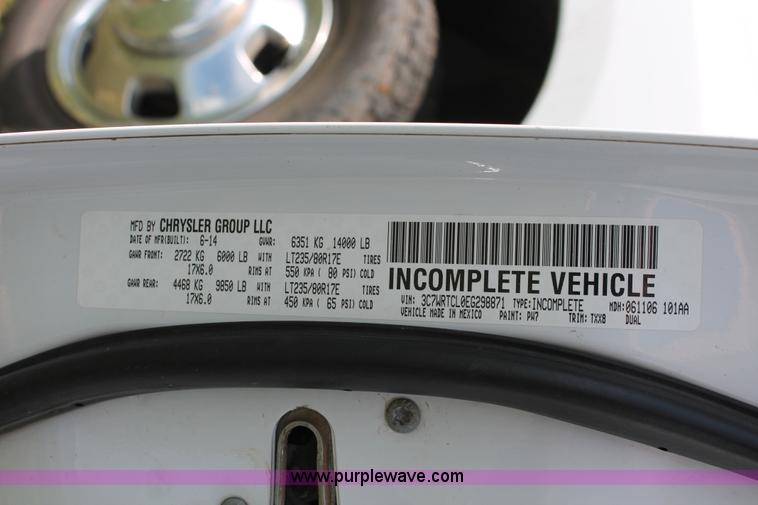 MFD BY CHRYSLER GROUP LLC
DATE OF MFR(BUILT): 6-14 GVWR: 6351 KG 14000 LB
GAWR FRONT: 2722 KG 6000 LB WITH LT235/80R17E TIRES
17X6.0 RIMS AT 550 KPA( 80 PSI) COLD
GAWR REAR: 4468 KG 9850 LB WITH LT235/80R17E TIRES
17X6.0 RIMS AT 450 KPA( 65 PSI) COLD
INCOMPLETE VEHICLE
VIN: 3C7WRTCL0EG298871 TYPE: INCOMPLETE MDH: 061106 101AA
VEHICLE MADE IN MEXICO PAINT: PW7 TRIM: TXX8 DUAL
www.purplewave.com